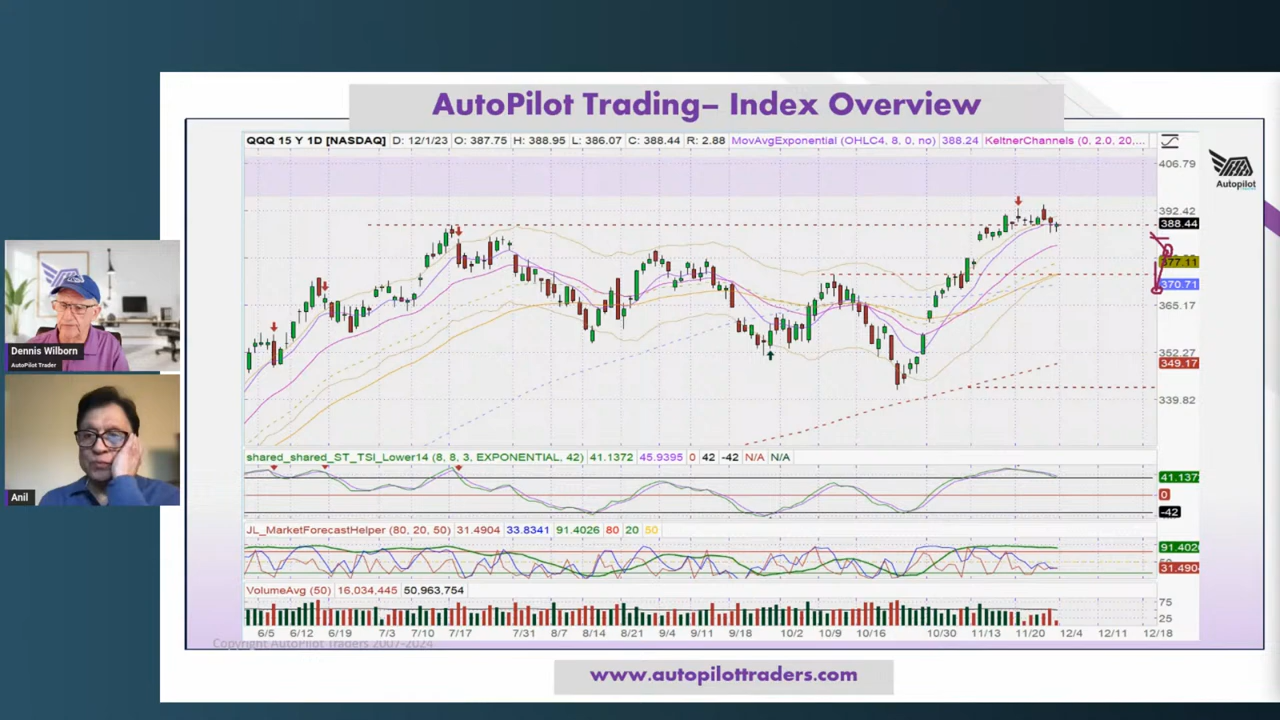 AutoPilot Trading– Index Overview
QQQ 15 Y 1D [NASDAQ] D: 12/1/23 O: 387.75 H: 388.95 L: 386.07 C: 388.44 R: 2.88 MovAvgExponential (OHLC4, 8, 0, no) 388.24 KeltnerChannels (0, 2.0, 20,...
406.79
Autopilot
392.42
388.44
377.11
370.71
365.17
352.27
349.17
339.82
Dennis Wilborn
AutoPilot Trader
Anil
shared_shared_ST_TSI_Lower14 (8, 8, 3, EXPONENTIAL, 42) 41.1372 45.9395 0 42 -42 N/A N/A
41.137
0
-42
JL_MarketForecastHelper (80, 20, 50) 31.4904 33.8341 91.4026 80 20 50
91.402
31.490
VolumeAvg (50) 16,034,445 50,963,754
75
25
6/5 6/12 6/19 7/3 7/10 7/17 7/31 8/7 8/14 8/21 9/4 9/11 9/18 10/2 10/9 10/16 10/30 11/13 11/20 12/4 12/11 12/18
Copyright AutoPilot Traders 2007-2024
www.autopilottraders.com